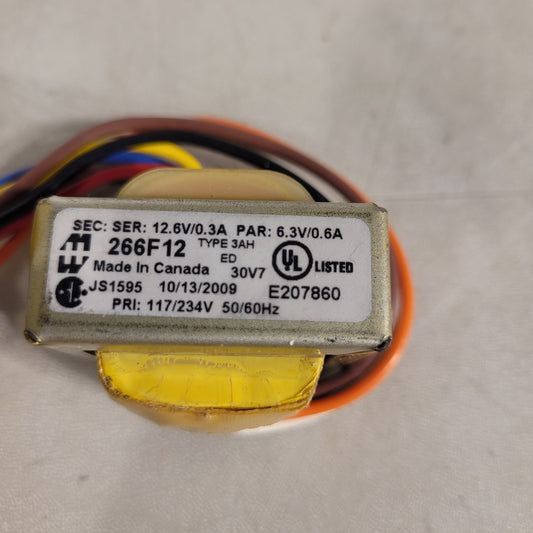 SEC: SER: 12.6V/0.3A PAR: 6.3V/0.6A
266F12 TYPE 3AH
ED
Made In Canada 30V7
UL LISTED
JS1595 10/13/2009 E207860
PRI: 117/234V 50/60Hz